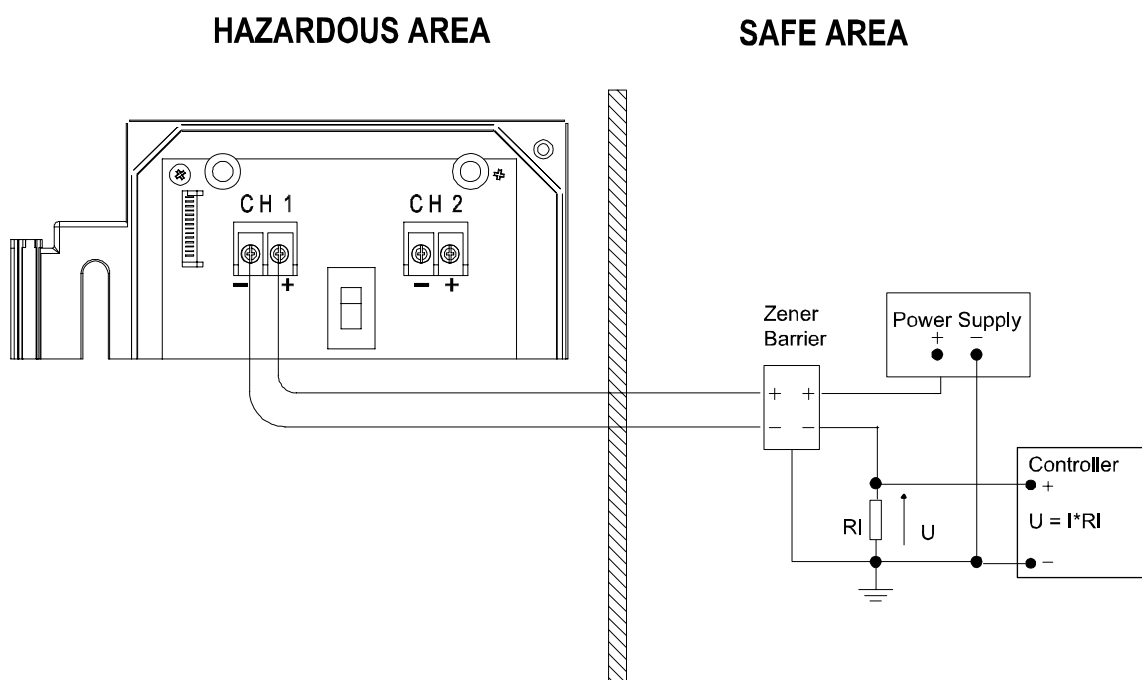 HAZARDOUS AREA
SAFE AREA
CH 1
CH 2
- +
- +
Zener
Barrier
Power Supply
+ -
+ +
- -
Controller
+
U = I*RI
-
RI
U